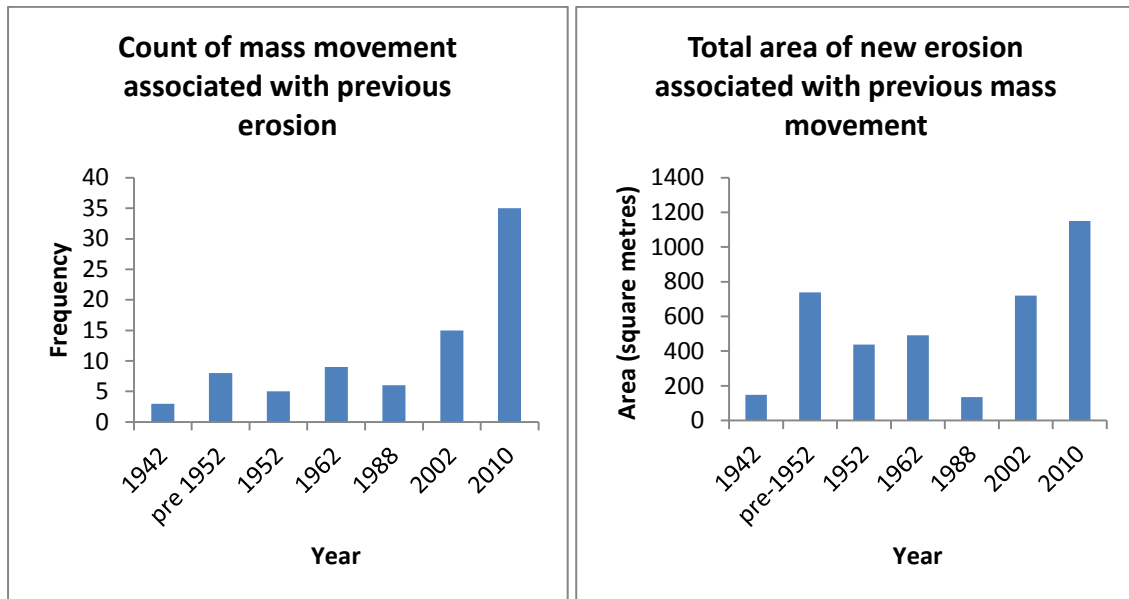 Count of mass movement
associated with previous
erosion
Frequency
40
35
30
25
20
15
10
5
0
1942
pre 1952
1952
1962
1988
2002
2010
Year
Total area of new erosion
associated with previous mass
movement
Area (square metres)
1400
1200
1000
800
600
400
200
0
1942
pre-1952
1952
1962
1988
2002
2010
Year